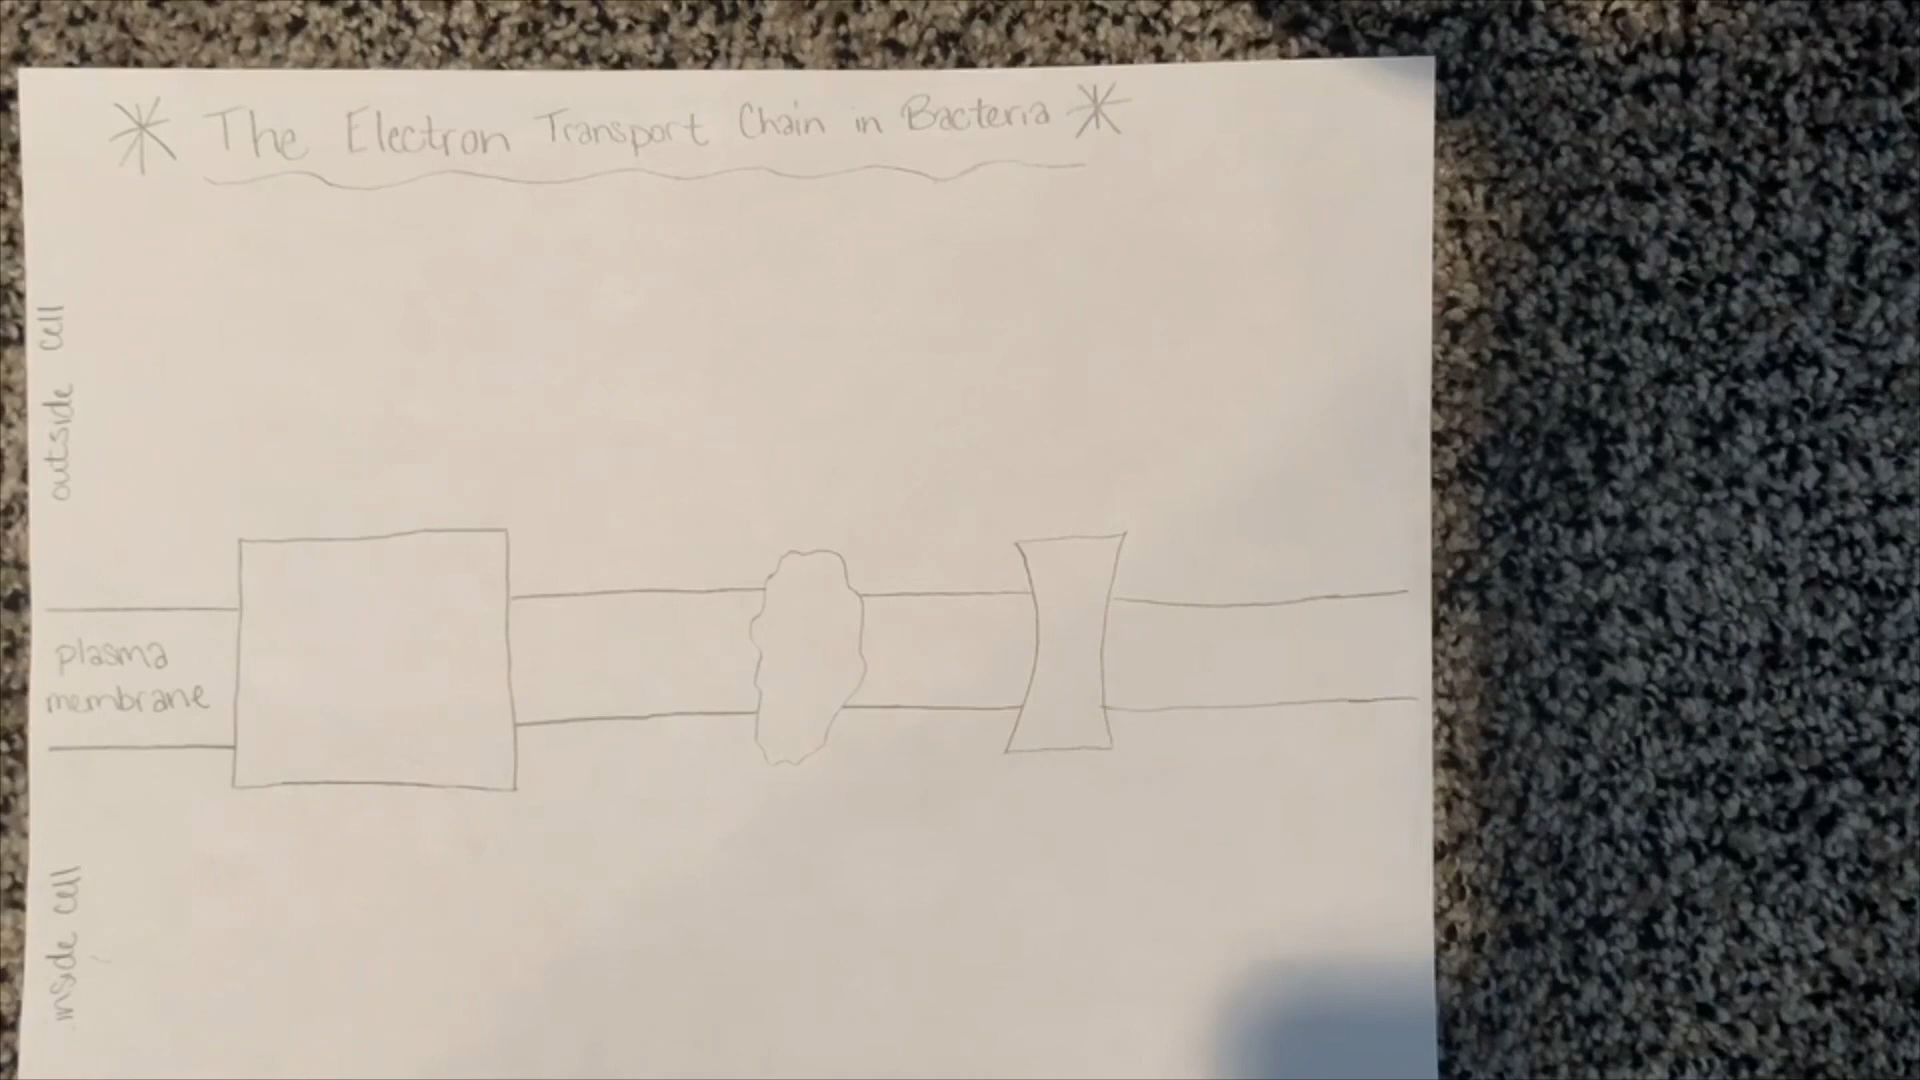 The Electron Transport Chain in Bacteria
outside cell
plasma
membrane
inside cell